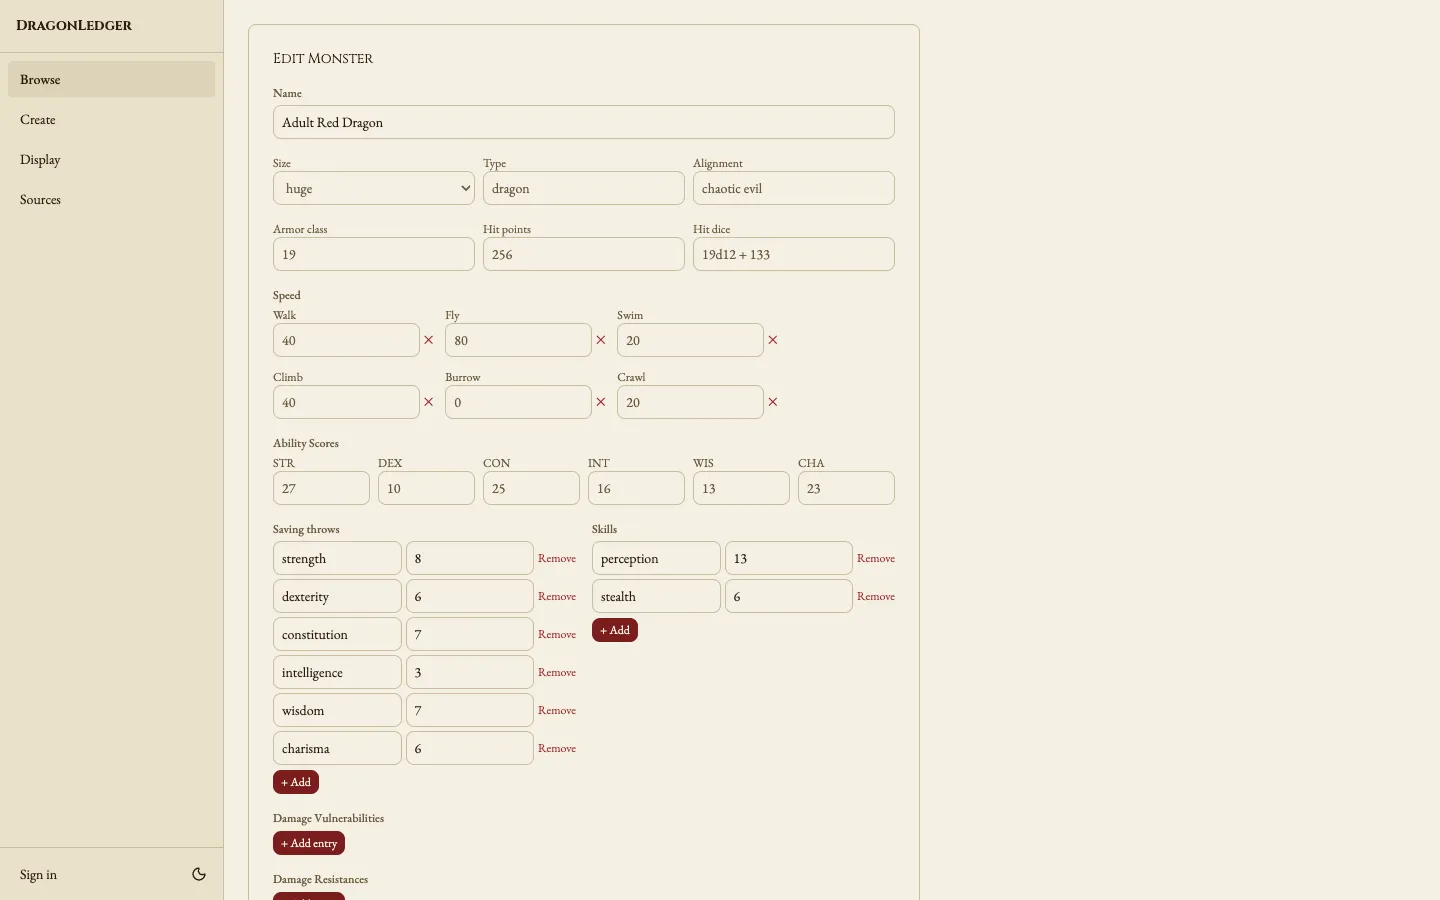 DragonLedger
Browse
Create
Display
Sources
Sign in
Edit Monster
Name
Adult Red Dragon
Size Type Alignment
huge dragon chaotic evil
Armor class Hit points Hit dice
19 256 19d12 + 133
Speed
Walk Fly Swim
40 80 20
Climb Burrow Crawl
40 0 20
Ability Scores
STR DEX CON INT WIS CHA
27 10 25 16 13 23
Saving throws Skills
strength 8 Remove perception 13 Remove
dexterity 6 Remove stealth 6 Remove
constitution 7 Remove + Add
intelligence 3 Remove
wisdom 7 Remove
charisma 6 Remove
+ Add
Damage Vulnerabilities
+ Add entry
Damage Resistances